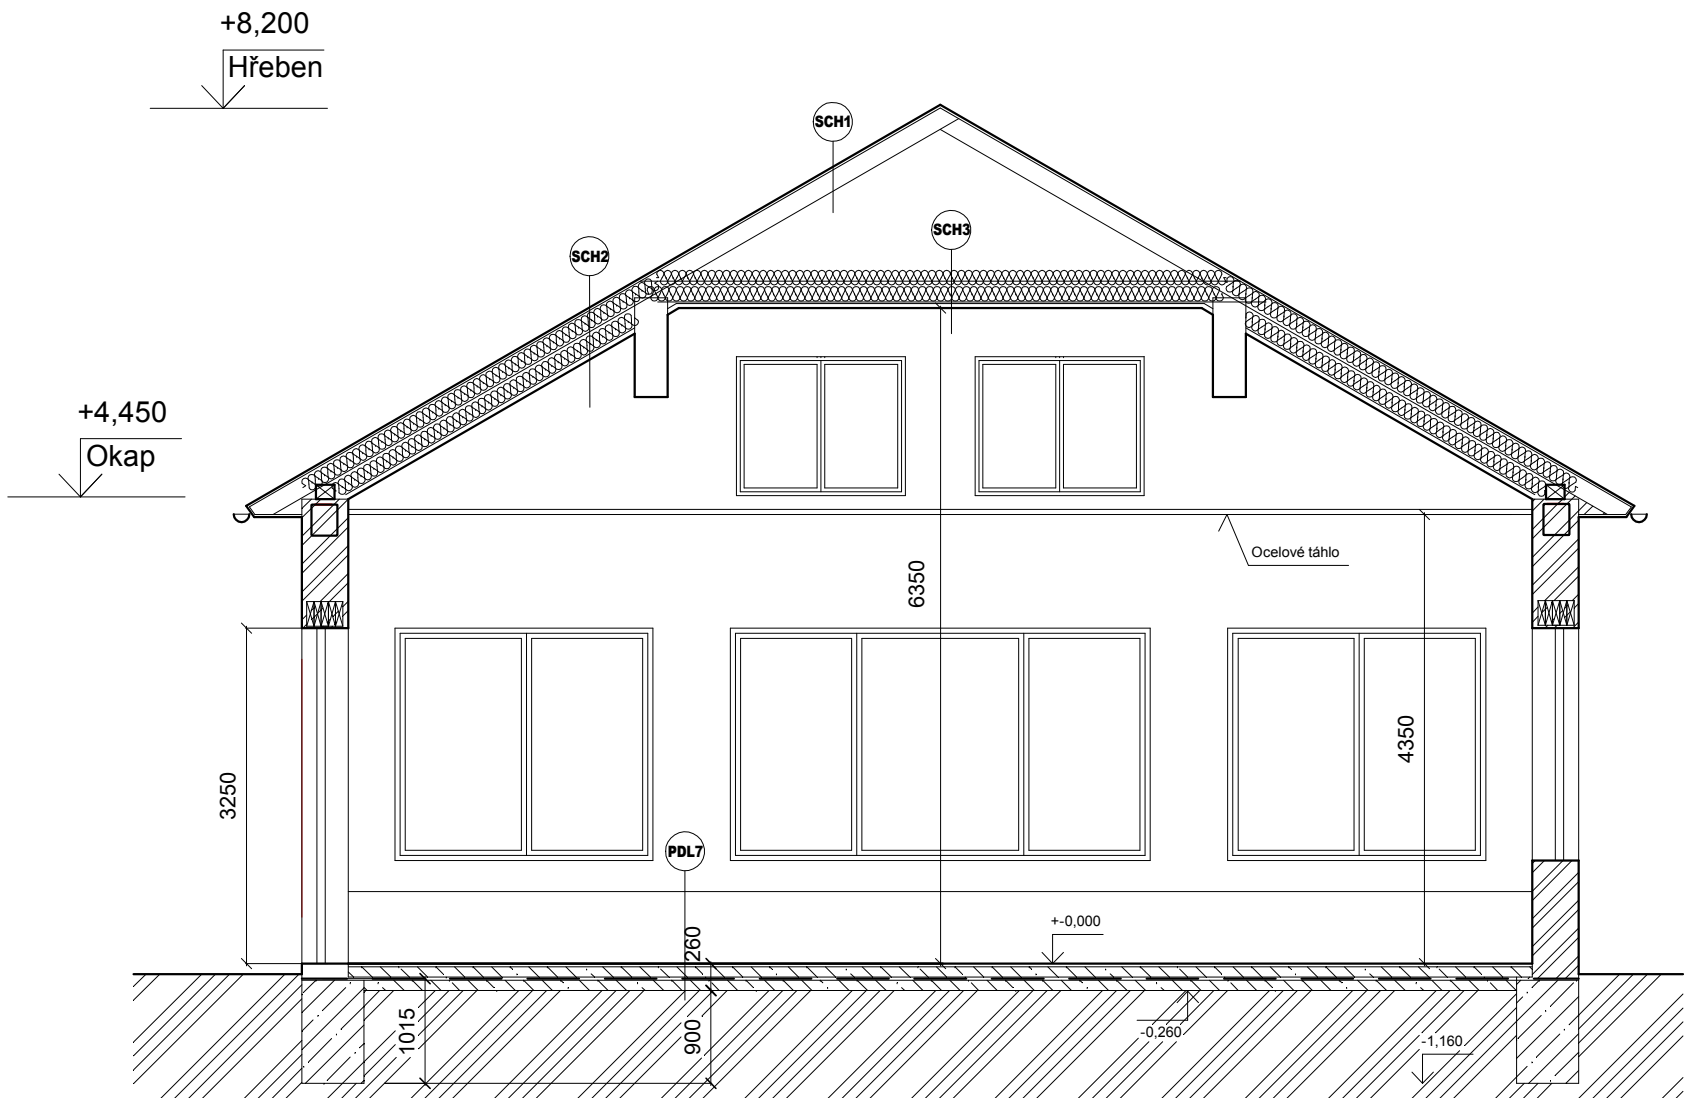 +8,200
Hřeben
SCH1
SCH3
SCH2
+4,450
Okap
Ocelové táhlo
6350
4350
3250
PDL7
260
+-0,000
1015
900
-0,260
-1,160